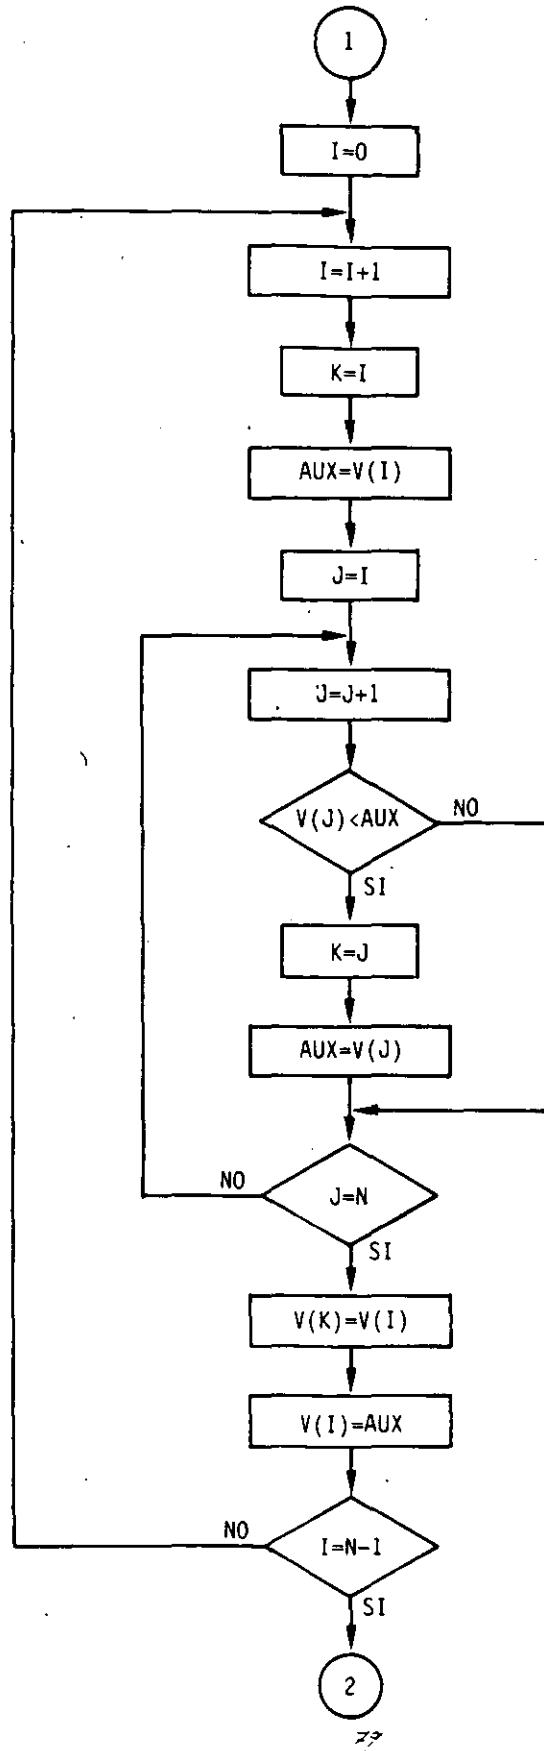 1
I=0
I=I+1
K=I
AUX=V(I)
J=I
J=J+1
V(J)<AUX
NO
SI
K=J
AUX=V(J)
NO
J=N
SI
V(K)=V(I)
V(I)=AUX
NO
I=N-1
SI
2